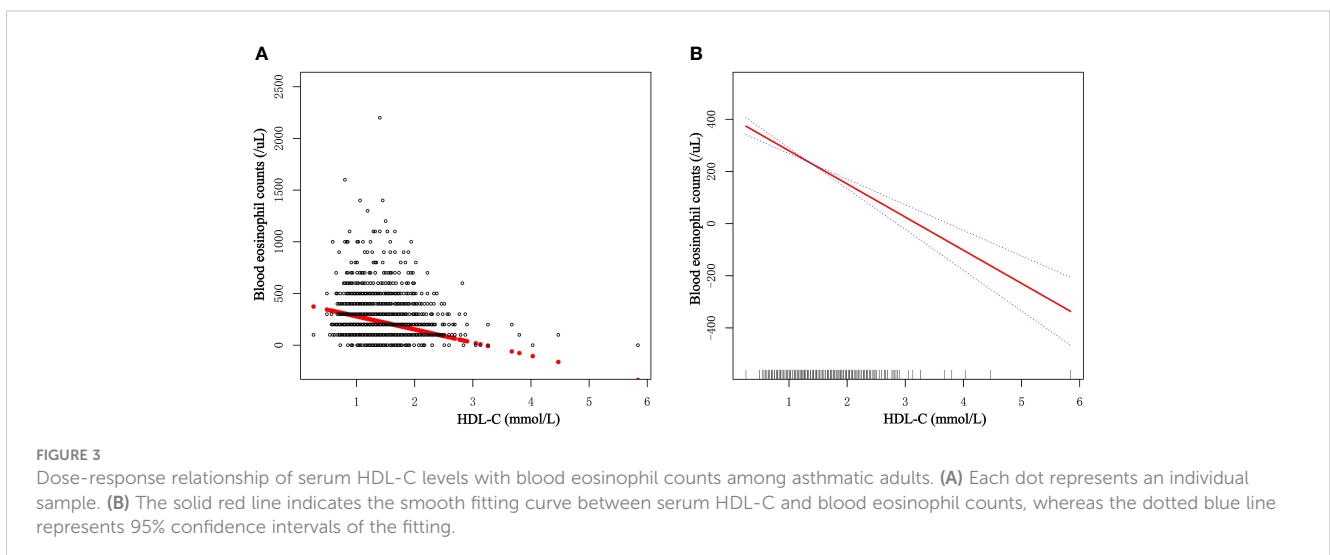 A
B
Blood eosinophil counts (/uL)
2500
2000
1500
1000
500
0
1 2 3 4 5 6
HDL-C (mmol/L)
Blood eosinophil counts (/uL)
400
200
0
−200
−400
1 2 3 4 5 6
HDL-C (mmol/L)
FIGURE 3
Dose-response relationship of serum HDL-C levels with blood eosinophil counts among asthmatic adults. (A) Each dot represents an individual
sample. (B) The solid red line indicates the smooth fitting curve between serum HDL-C and blood eosinophil counts, whereas the dotted blue line
represents 95% confidence intervals of the fitting.